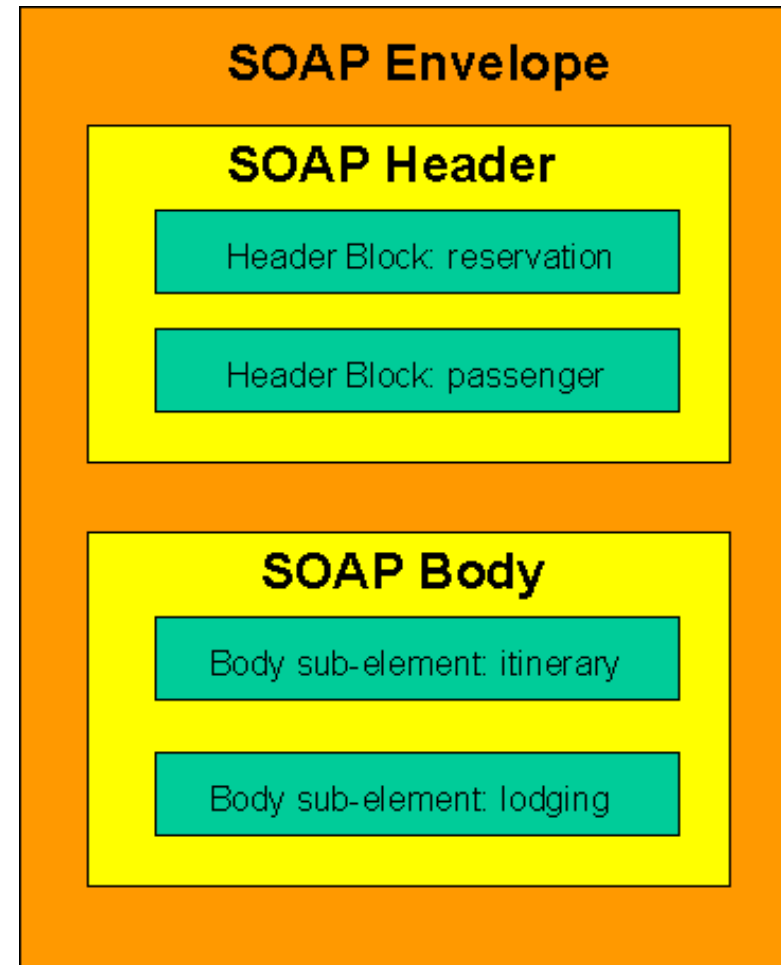 SOAP Envelope
SOAP Header
Header Block: reservation
Header Block: passenger
SOAP Body
Body sub-element: itinerary
Body sub-element: lodging